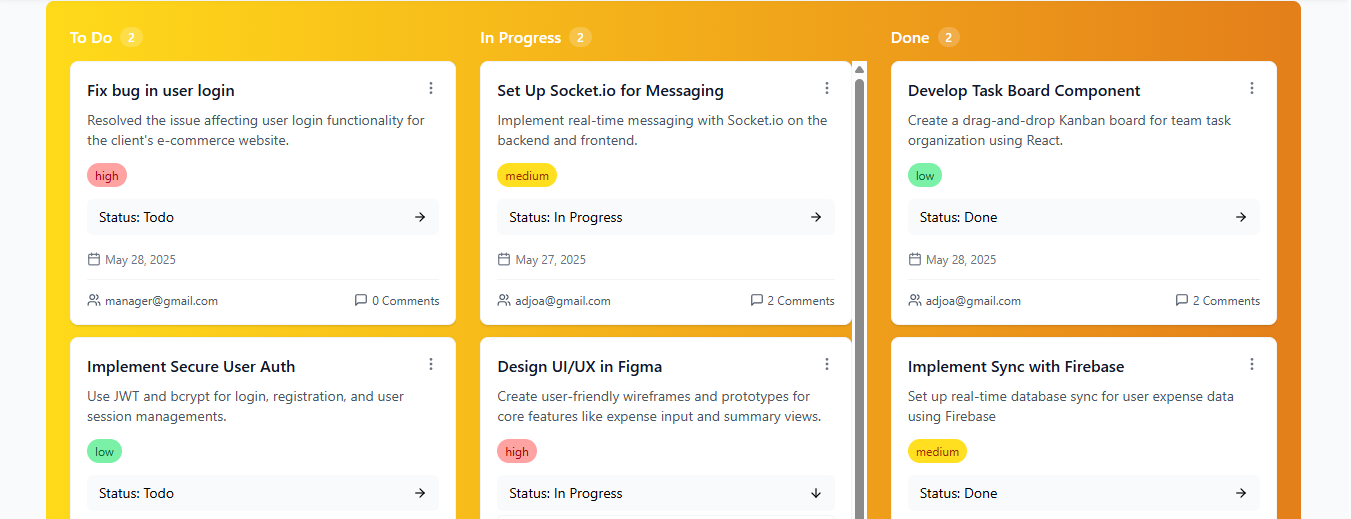 To Do 2
Fix bug in user login
Resolved the issue affecting user login functionality for
the client's e-commerce website.
high
Status: Todo
May 28, 2025
manager@gmail.com 0 Comments
Implement Secure User Auth
Use JWT and bcrypt for login, registration, and user
session managements.
low
Status: Todo
In Progress 2
Set Up Socket.io for Messaging
Implement real-time messaging with Socket.io on the
backend and frontend.
medium
Status: In Progress
May 27, 2025
adjoa@gmail.com 2 Comments
Design UI/UX in Figma
Create user-friendly wireframes and prototypes for
core features like expense input and summary views.
high
Status: In Progress
Done 2
Develop Task Board Component
Create a drag-and-drop Kanban board for team task
organization using React.
low
Status: Done
May 28, 2025
adjoa@gmail.com 2 Comments
Implement Sync with Firebase
Set up real-time database sync for user expense data
using Firebase
medium
Status: Done